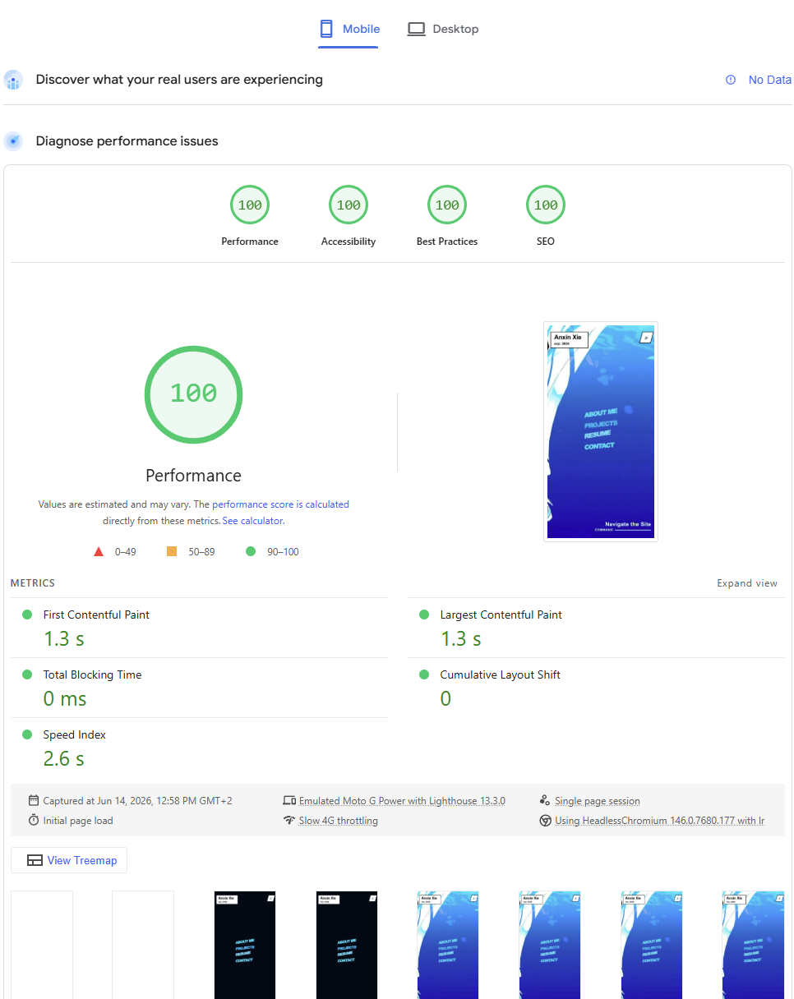 Mobile
Desktop
Discover what your real users are experiencing
No Data
Diagnose performance issues
100
100
100
100
Performance
Accessibility
Best Practices
SEO
100
Performance
Values are estimated and may vary. The performance score is calculated
directly from these metrics. See calculator.
0–49
50–89
90–100
Anxin Xie
exp: 2025
ABOUT ME
PROJECTS
RESUME
CONTACT
Navigate the Site
COMMAND
METRICS
Expand view
First Contentful Paint
1.3 s
Largest Contentful Paint
1.3 s
Total Blocking Time
0 ms
Cumulative Layout Shift
0
Speed Index
2.6 s
Captured at Jun 14, 2026, 12:58 PM GMT+2
Emulated Moto G Power with Lighthouse 13.3.0
Single page session
Initial page load
Slow 4G throttling
Using HeadlessChromium 146.0.7680.177 with lr
View Treemap
Anxin Xie
ABOUT ME
PROJECTS
RESUME
CONTACT
Anxin Xie
ABOUT ME
PROJECTS
RESUME
CONTACT
Anxin Xie
ABOUT ME
PROJECTS
RESUME
CONTACT
Anxin Xie
ABOUT ME
PROJECTS
RESUME
CONTACT
Anxin Xie
ABOUT ME
PROJECTS
RESUME
CONTACT
Anxin Xie
ABOUT ME
PROJECTS
RESUME
CONTACT